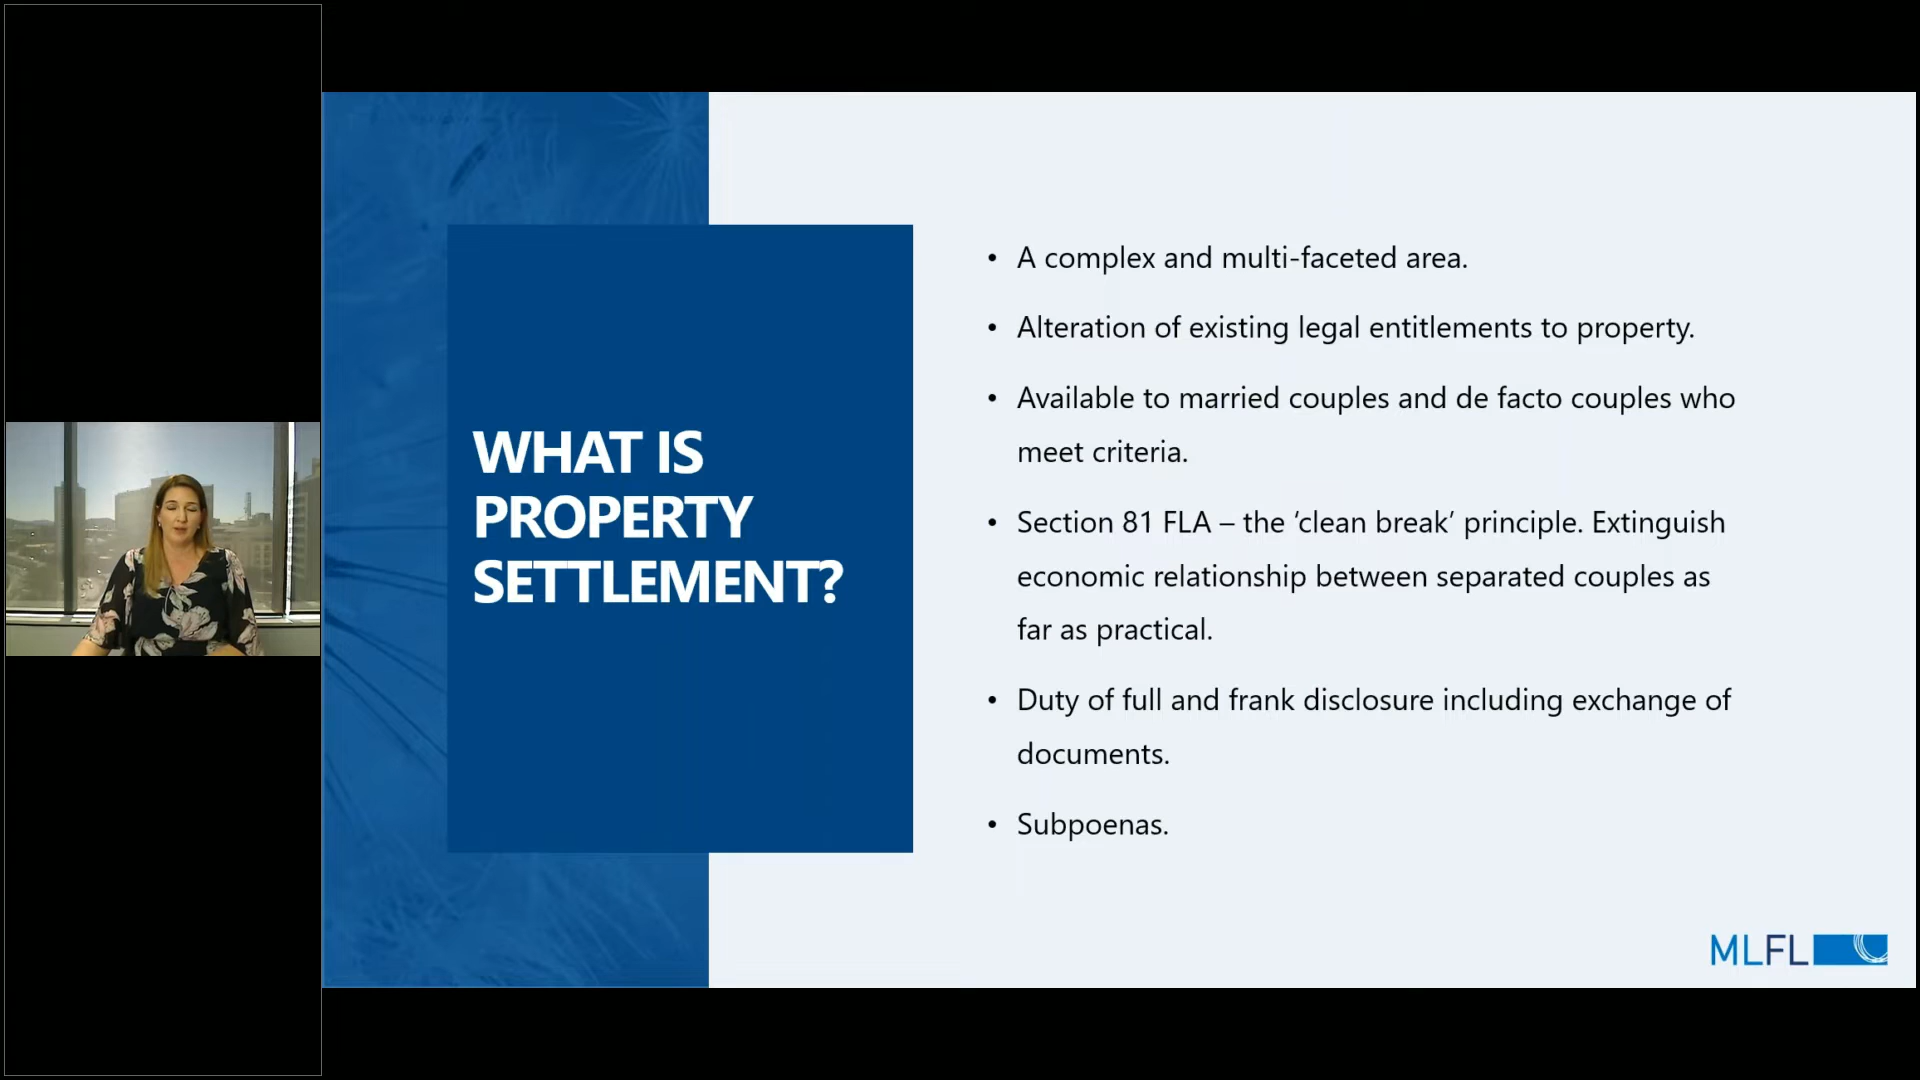 WHAT IS
PROPERTY
SETTLEMENT?
• A complex and multi-faceted area.
• Alteration of existing legal entitlements to property.
• Available to married couples and de facto couples who
meet criteria.
• Section 81 FLA – the ‘clean break’ principle. Extinguish
economic relationship between separated couples as
far as practical.
• Duty of full and frank disclosure including exchange of
documents.
• Subpoenas.
MLFL